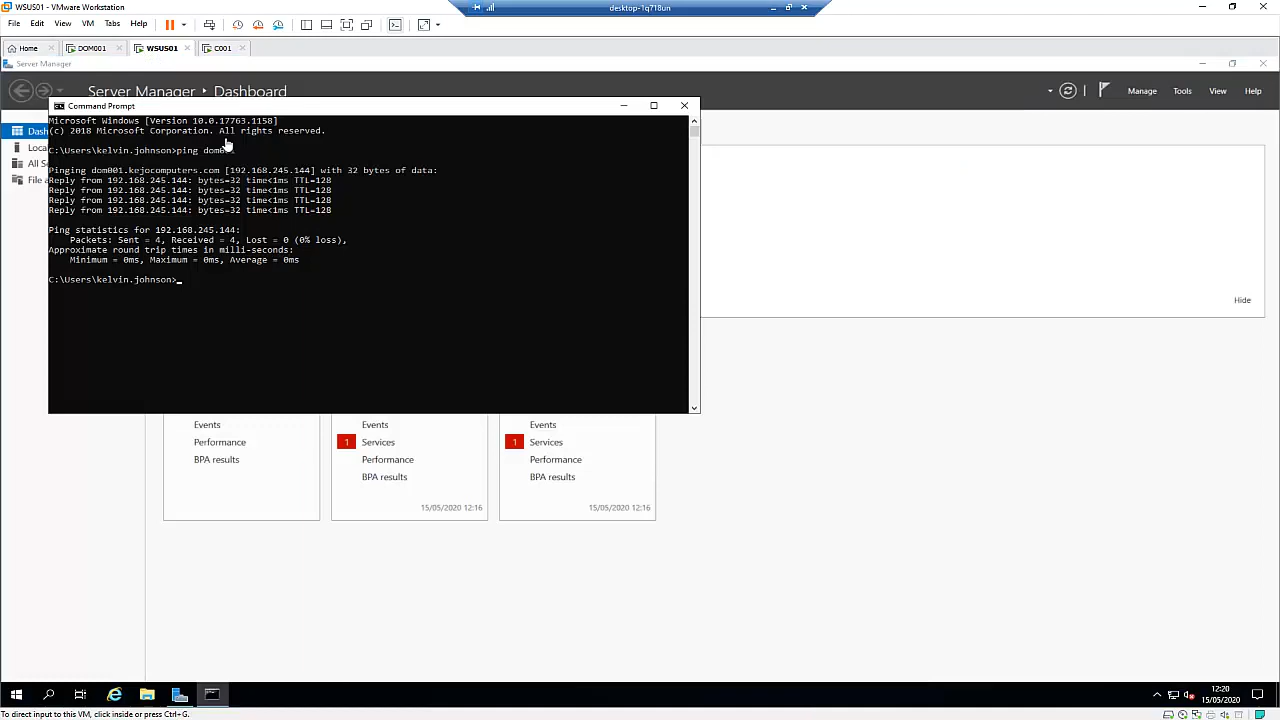 WSUS01 - VMware Workstation
desktop-1q718un
File Edit View VM Tabs Help
Home DOM001 WSUS01 C001
Server Manager
Server Manager ‣ Dashboard
Manage Tools View Help
Command Prompt
Microsoft Windows [Version 10.0.17763.1158]
(c) 2018 Microsoft Corporation. All rights reserved.
C:\Users\kelvin.johnson>ping
Pinging dom001.kejocomputers.com [192.168.245.144] with 32 bytes of data:
Reply from 192.168.245.144: bytes=32 time<1ms TTL=128
Reply from 192.168.245.144: bytes=32 time<1ms TTL=128
Reply from 192.168.245.144: bytes=32 time<1ms TTL=128
Reply from 192.168.245.144: bytes=32 time<1ms TTL=128
Ping statistics for 192.168.245.144:
Packets: Sent = 4, Received = 4, Lost = 0 (0% loss),
Approximate round trip times in milli-seconds:
Minimum = 0ms, Maximum = 0ms, Average = 0ms
C:\Users\kelvin.johnson>_
Dash
Loca
All S
File a
Hide
Events
Performance
BPA results
Events
1 Services
Performance
BPA results
15/05/2020 12:16
Events
1 Services
Performance
BPA results
15/05/2020 12:16
12:20
15/05/2020
To direct input to this VM, click inside or press Ctrl+G.